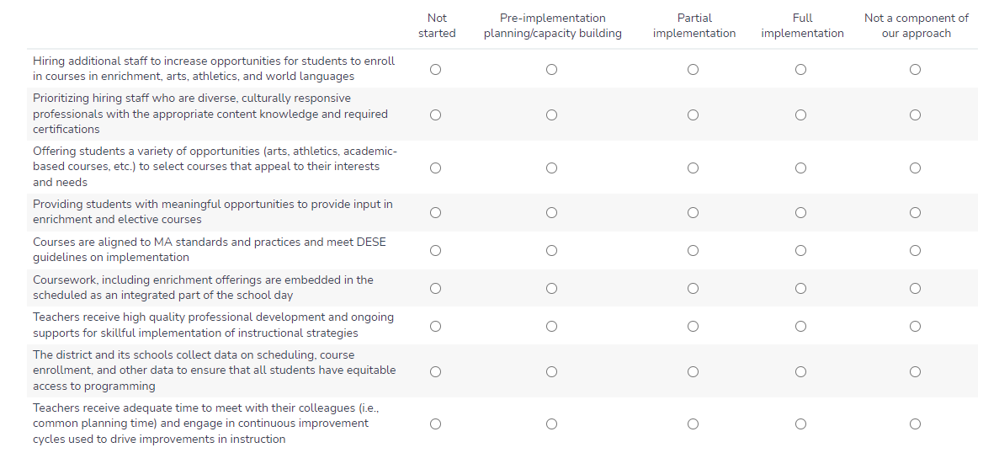 Not started
Pre-implementation planning/capacity building
Partial implementation
Full implementation
Not a component of our approach
Hiring additional staff to increase opportunities for students to enroll
in courses in enrichment, arts, athletics, and world languages
Prioritizing hiring staff who are diverse, culturally responsive
professionals with the appropriate content knowledge and required
certifications
Offering students a variety of opportunities (arts, athletics, academic-
based courses, etc.) to select courses that appeal to their interests
and needs
Providing students with meaningful opportunities to provide input in
enrichment and elective courses
Courses are aligned to MA standards and practices and meet DESE
guidelines on implementation
Coursework, including enrichment offerings are embedded in the
scheduled as an integrated part of the school day
Teachers receive high quality professional development and ongoing
supports for skillful implementation of instructional strategies
The district and its schools collect data on scheduling, course
enrollment, and other data to ensure that all students have equitable
access to programming
Teachers receive adequate time to meet with their colleagues (i.e.,
common planning time) and engage in continuous improvement
cycles used to drive improvements in instruction